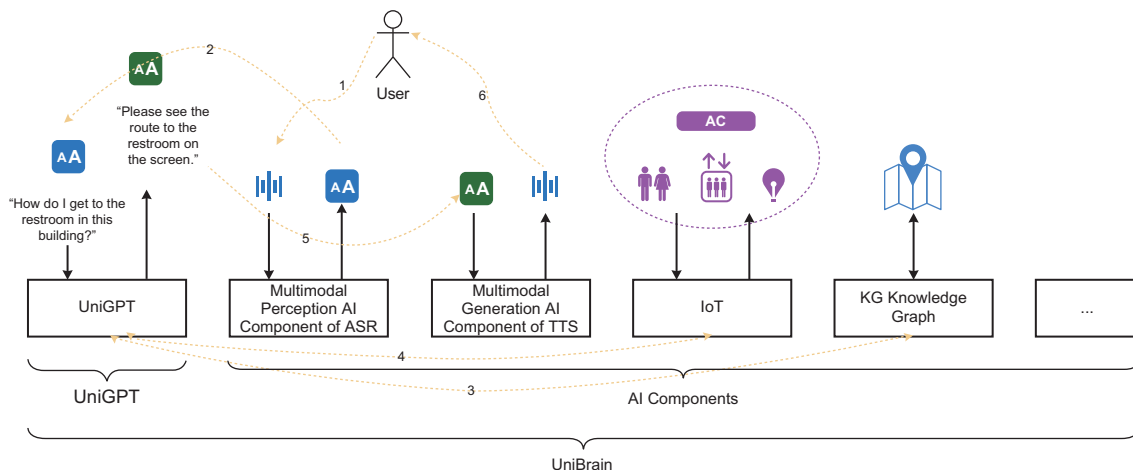 2
AA
1
User
6
“Please see the
route to the
restroom on
the screen.”
AA
“How do I get to the
restroom in this
building?”
AA
5
AA
AC
UniGPT
Multimodal
Perception AI
Component of ASR
Multimodal
Generation AI
Component of TTS
IoT
KG Knowledge
Graph
...
4
3
UniGPT
AI Components
UniBrain